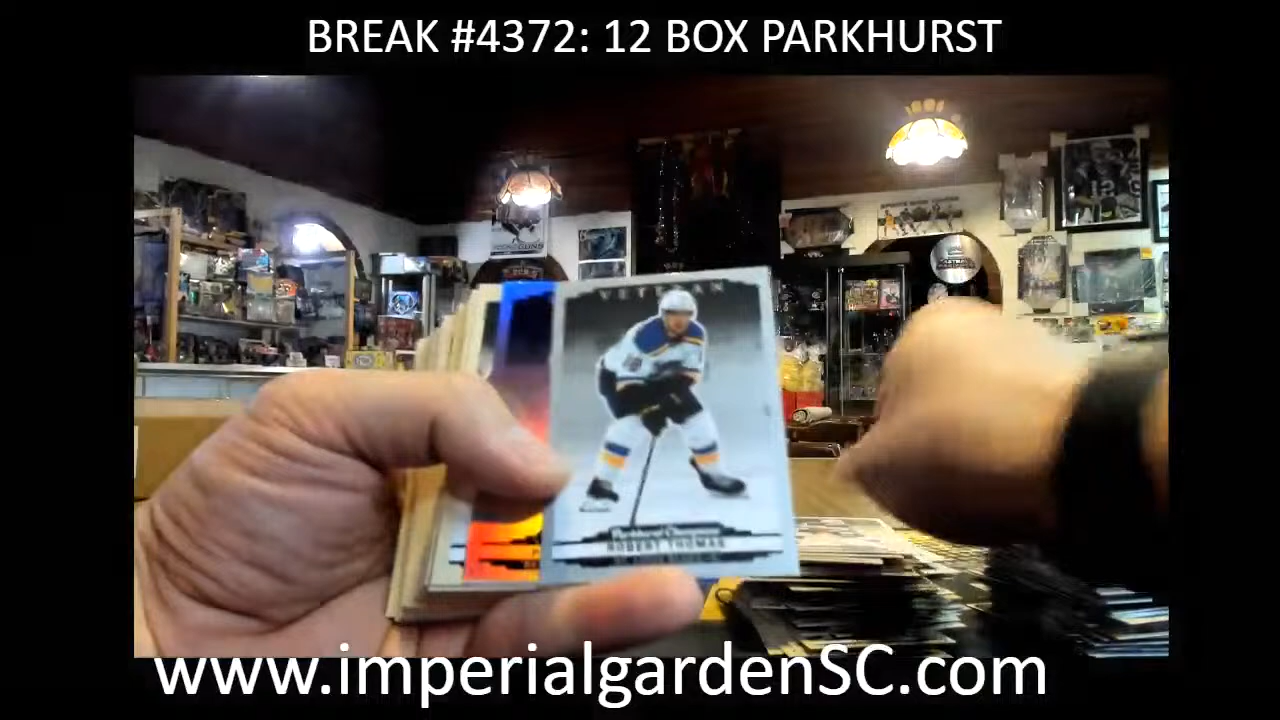 BREAK #4372: 12 BOX PARKHURST
VETERAN
ROBERT THOMAS
www.imperialgardenSC.com